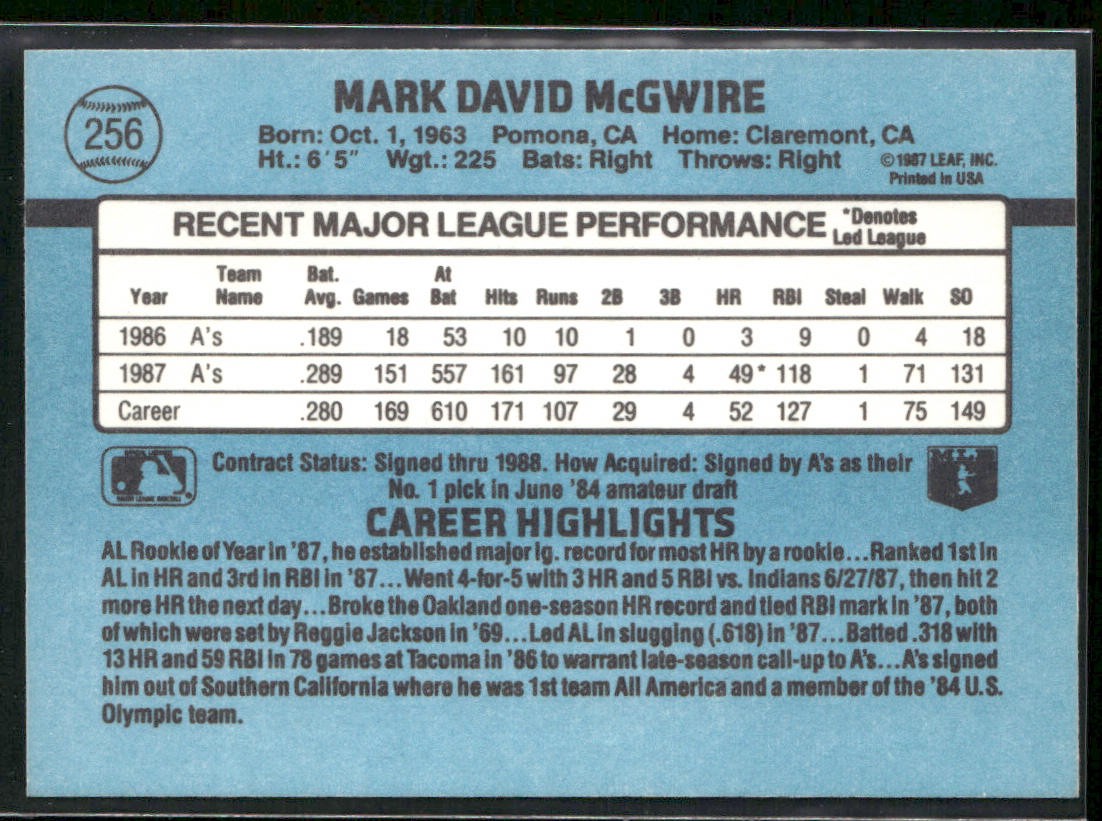 256
MARK DAVID McGWIRE
Born: Oct. 1, 1963 Pomona, CA Home: Claremont, CA
Ht.: 6'5" Wgt.: 225 Bats: Right Throws: Right
©1987 LEAF, INC.
Printed In USA
RECENT MAJOR LEAGUE PERFORMANCE *Denotes Led League
Year Team Name Bat. Avg. Games At Bat Hits Runs 2B 3B HR RBI Steal Walk SO
1986 A's .189 18 53 10 10 1 0 3 9 0 4 18
1987 A's .289 151 557 161 97 28 4 49* 118 1 71 131
Career .280 169 610 171 107 29 4 52 127 1 75 149
Contract Status: Signed thru 1988. How Acquired: Signed by A's as their
No. 1 pick in June '84 amateur draft
CAREER HIGHLIGHTS
AL Rookie of Year in '87, he established major lg. record for most HR by a rookie...Ranked 1st in
AL in HR and 3rd in RBI in '87...Went 4-for-5 with 3 HR and 5 RBI vs. Indians 6/27/87, then hit 2
more HR the next day...Broke the Oakland one-season HR record and tied RBI mark in '87, both
of which were set by Reggie Jackson in '69...Led AL in slugging (.618) in '87...Batted .318 with
13 HR and 59 RBI in 78 games at Tacoma in '86 to warrant late-season call-up to A's...A's signed
him out of Southern California where he was 1st team All America and a member of the '84 U.S.
Olympic team.